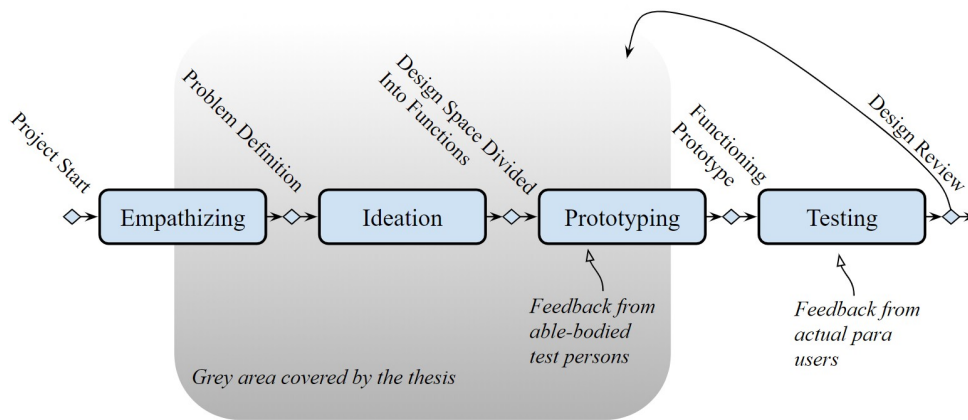 Project Start
Empathizing
Problem Definition
Ideation
Design Space Divided
Into Functions
Prototyping
Functioning
Prototype
Testing
Design Review
Feedback from
able-bodied
test persons
Feedback from
actual para
users
Grey area covered by the thesis